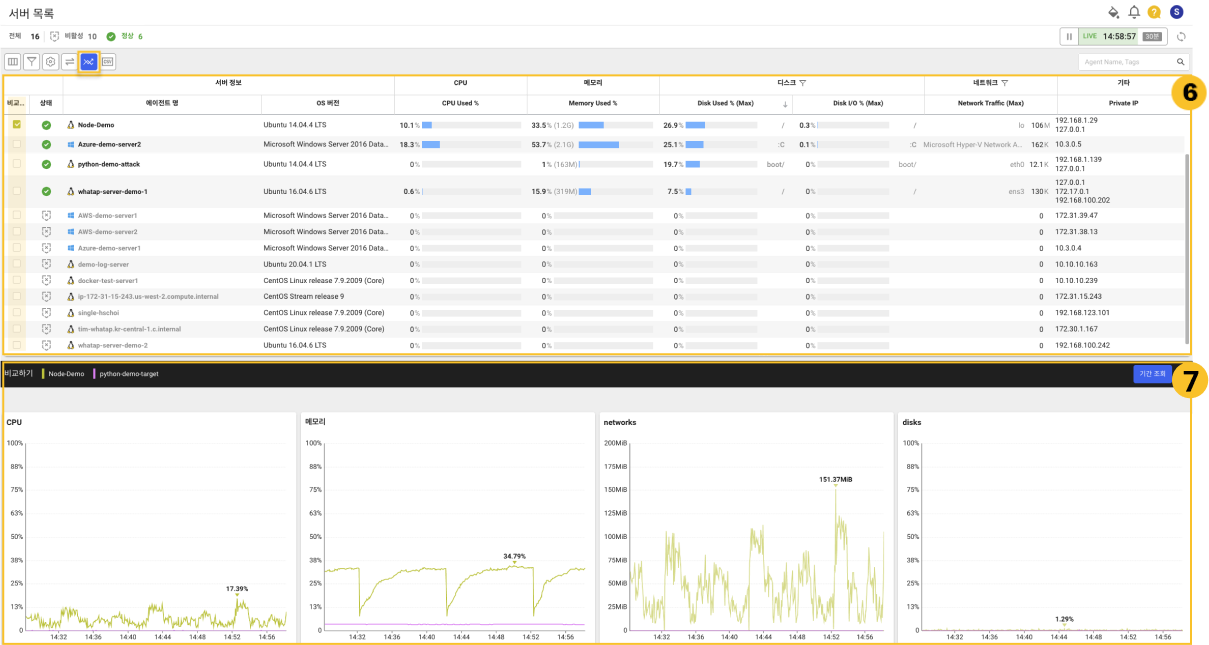 서버 목록
S
전체 16 비활성 10 정상 6
LIVE 14:58:57 30분
CSV
Agent Name, Tags
서버 정보 CPU 메모리 디스크 네트워크 기타
6
비교... 상태 에이전트 명 OS 버전 CPU Used % Memory Used % Disk Used % (Max) ↓ Disk I/O % (Max) Network Traffic (Max) Private IP
Node-Demo Ubuntu 14.04.4 LTS 10.1% 33.5% (1.2G) 26.9% / 0.3% / lo 106M 192.168.1.29
127.0.0.1
Azure-demo-server2 Microsoft Windows Server 2016 Data... 18.3% 53.7% (2.1G) 25.1% :C 0.1% :C Microsoft Hyper-V Network A... 162K 10.3.0.5
python-demo-attack Ubuntu 14.04.4 LTS 0% 1% (163M) 19.7% boot/ 0% boot/ eth0 12.1K 192.168.1.139
127.0.0.1
whatap-server-demo-1 Ubuntu 16.04.6 LTS 0.6% 15.9% (319M) 7.5% / 0% / ens3 130K 127.0.0.1
172.17.0.1
192.168.100.202
AWS-demo-server1 Microsoft Windows Server 2016 Data... 0% 0% 0% 0% 0 172.31.39.47
AWS-demo-server2 Microsoft Windows Server 2016 Data... 0% 0% 0% 0% 0 172.31.38.13
Azure-demo-server1 Microsoft Windows Server 2016 Data... 0% 0% 0% 0% 0 10.3.0.4
demo-log-server Ubuntu 20.04.1 LTS 0% 0% 0% 0% 0 10.10.10.163
docker-test-server1 CentOS Linux release 7.9.2009 (Core) 0% 0% 0% 0% 0 10.10.10.239
ip-172-31-15-243.us-west-2.compute.internal CentOS Stream release 9 0% 0% 0% 0% 0 172.31.15.243
single-hschoi CentOS Linux release 7.9.2009 (Core) 0% 0% 0% 0% 0 192.168.123.101
tim-whatap.kr-central-1.c.internal CentOS Linux release 7.9.2009 (Core) 0% 0% 0% 0% 0 172.30.1.167
whatap-server-demo-2 Ubuntu 16.04.6 LTS 0% 0% 0% 0% 0 192.168.100.242
비교하기 Node-Demo python-demo-target 기간 조회
7
CPU
100%
88%
75%
63%
50%
38%
25%
13%
0
17.39%
14:32 14:36 14:40 14:44 14:48 14:52 14:56
메모리
100%
88%
75%
63%
50%
38%
25%
13%
0
34.79%
14:32 14:36 14:40 14:44 14:48 14:52 14:56
networks
200MiB
175MiB
150MiB
125MiB
100MiB
75MiB
50MiB
25MiB
0
151.37MiB
14:32 14:36 14:40 14:44 14:48 14:52 14:56
disks
100%
88%
75%
63%
50%
38%
25%
13%
0
1.29%
14:32 14:36 14:40 14:44 14:48 14:52 14:56